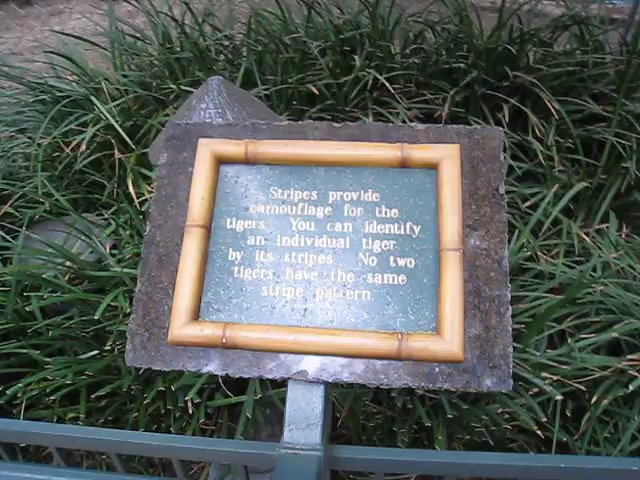 Stripes provide
camouflage for the
tigers. You can identify
an individual tiger
by its stripes. No two
tigers have the same
stripe pattern.